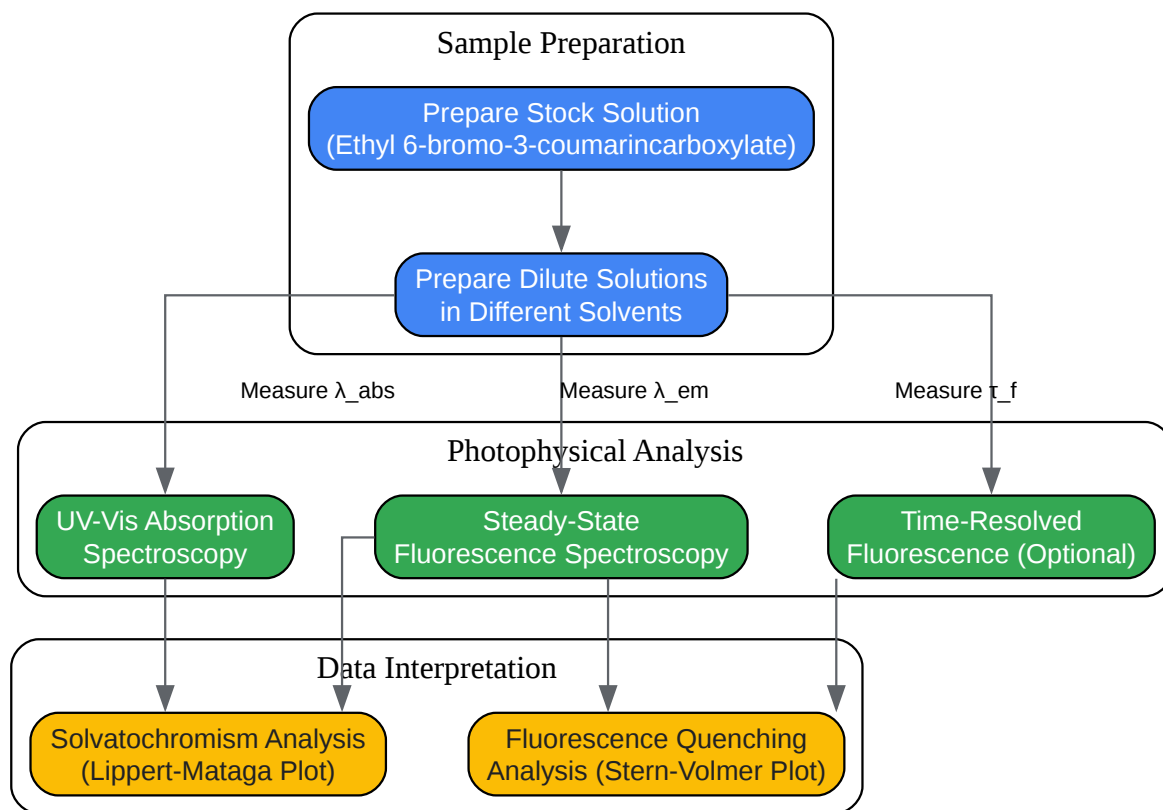 Sample Preparation
Prepare Stock Solution
(Ethyl 6-bromo-3-coumarincarboxylate)
Prepare Dilute Solutions
in Different Solvents
Measure λ_abs
Measure λ_em
Measure τ_f
Photophysical Analysis
UV-Vis Absorption
Spectroscopy
Steady-State
Fluorescence Spectroscopy
Time-Resolved
Fluorescence (Optional)
Data Interpretation
Solvatochromism Analysis
(Lippert-Mataga Plot)
Fluorescence Quenching
Analysis (Stern-Volmer Plot)